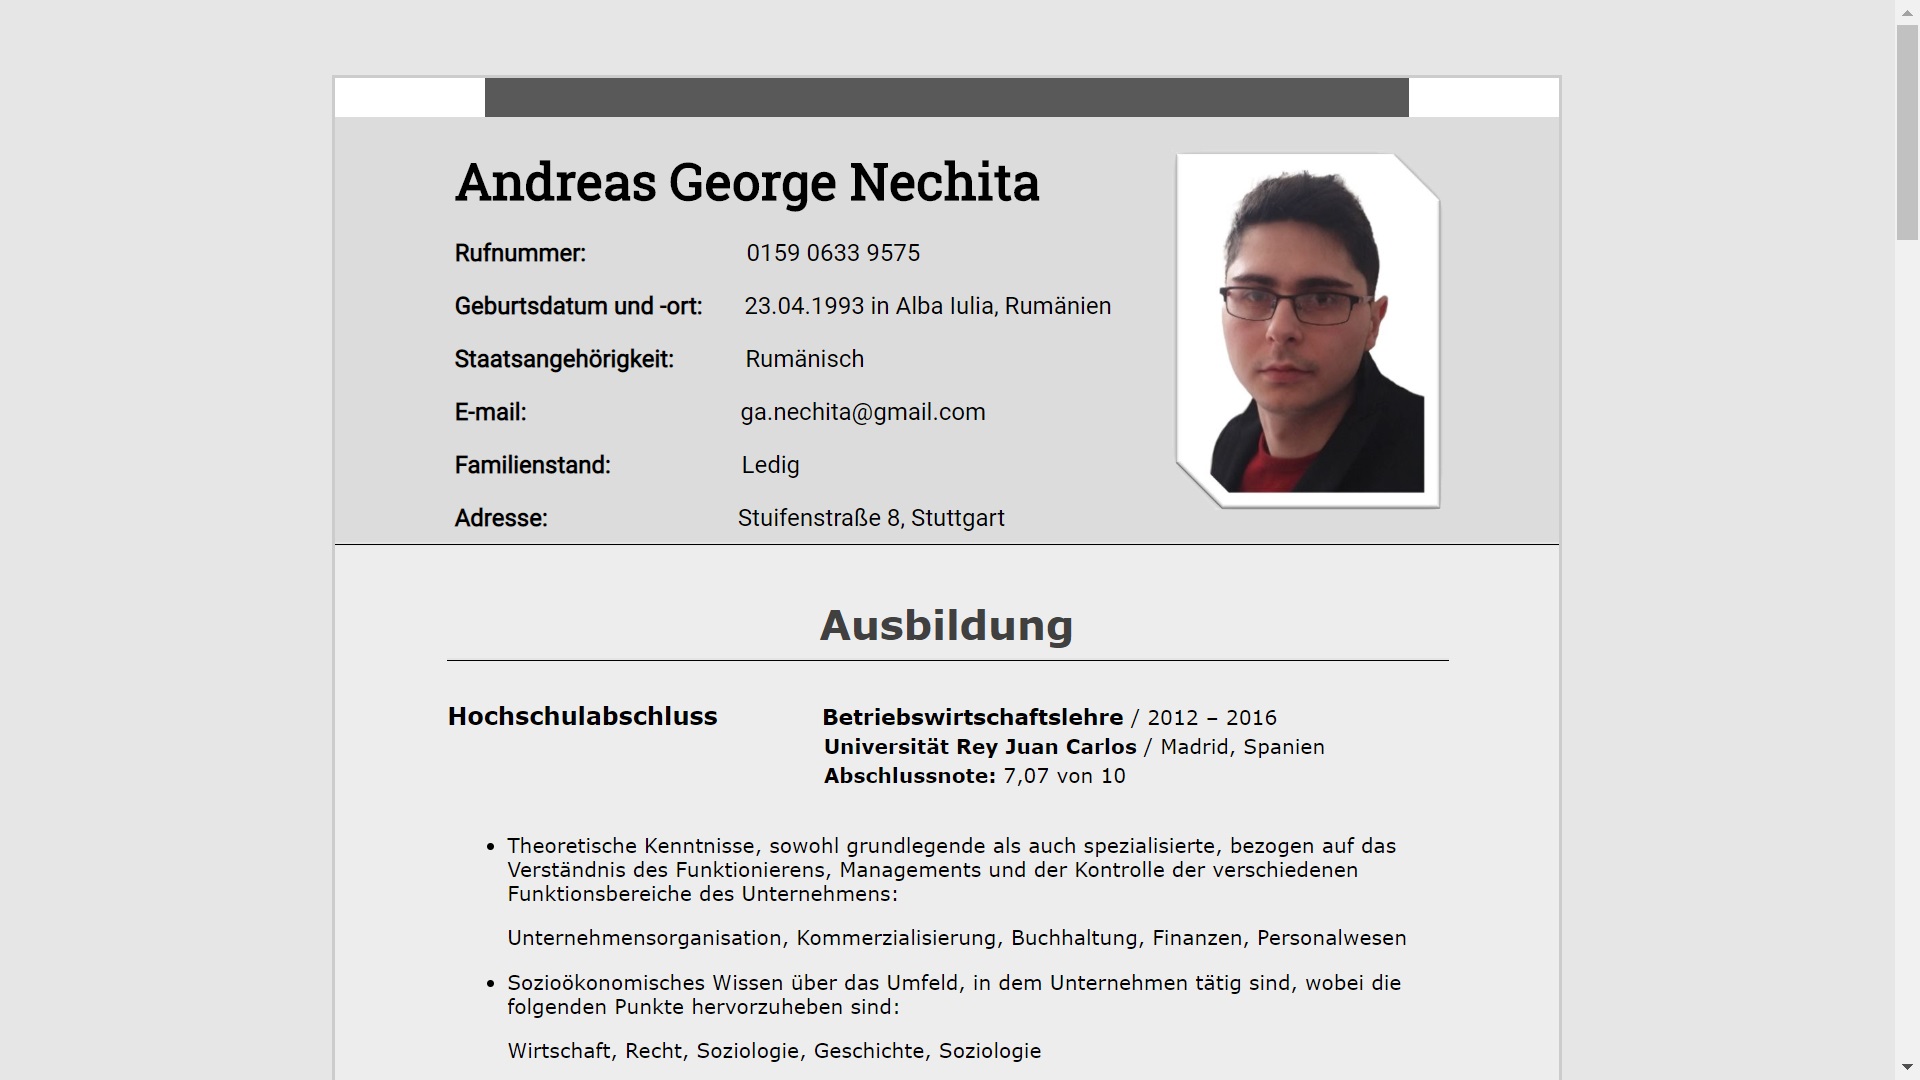 Andreas George Nechita
Rufnummer: 0159 0633 9575
Geburtsdatum und -ort: 23.04.1993 in Alba Iulia, Rumänien
Staatsangehörigkeit: Rumänisch
E-mail: ga.nechita@gmail.com
Familienstand: Ledig
Adresse: Stuifenstraße 8, Stuttgart
Ausbildung
Hochschulabschluss
Betriebswirtschaftslehre / 2012 – 2016
Universität Rey Juan Carlos / Madrid, Spanien
Abschlussnote: 7,07 von 10
• Theoretische Kenntnisse, sowohl grundlegende als auch spezialisierte, bezogen auf das
Verständnis des Funktionierens, Managements und der Kontrolle der verschiedenen
Funktionsbereiche des Unternehmens:
Unternehmensorganisation, Kommerzialisierung, Buchhaltung, Finanzen, Personalwesen
• Sozioökonomisches Wissen über das Umfeld, in dem Unternehmen tätig sind, wobei die
folgenden Punkte hervorzuheben sind:
Wirtschaft, Recht, Soziologie, Geschichte, Soziologie